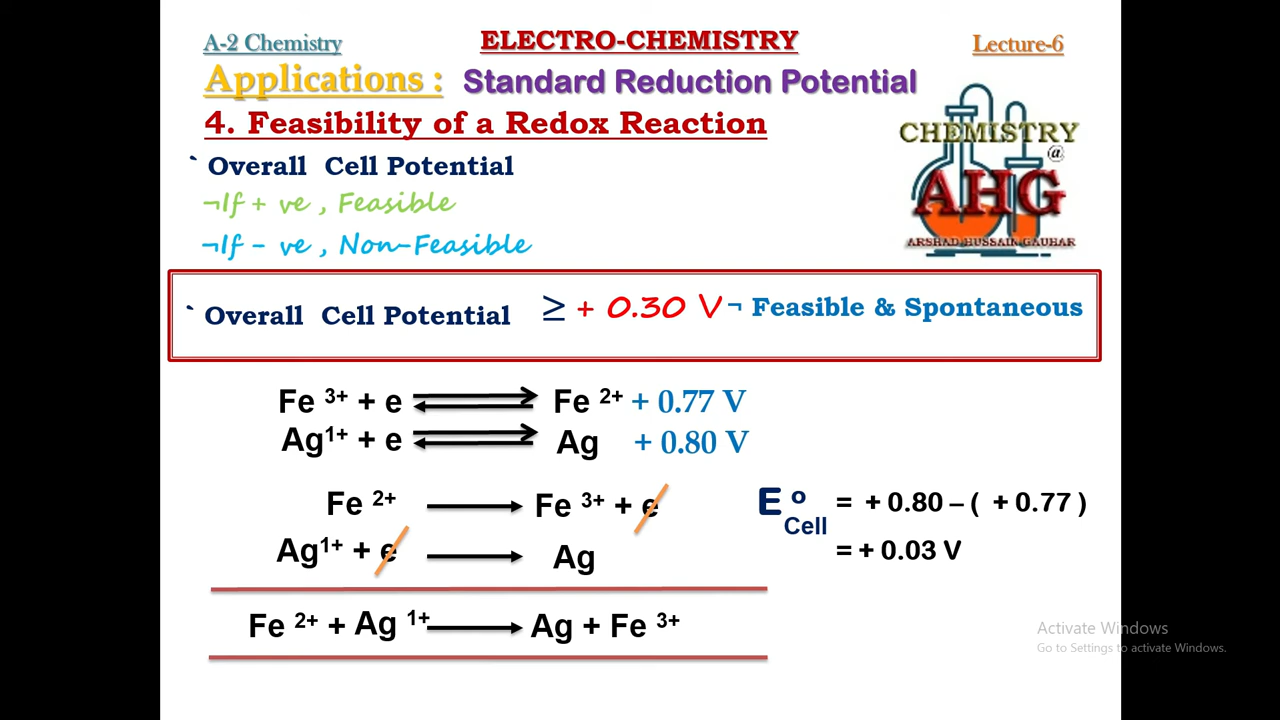 A-2 Chemistry ELECTRO-CHEMISTRY Lecture-6
Applications : Standard Reduction Potential
4. Feasibility of a Redox Reaction
CHEMISTRY
@
AHG
ARSHAD HUSSAIN GAUHAR
` Overall Cell Potential
¬If + ve , Feasible
¬If - ve , Non-Feasible
` Overall Cell Potential ≥ + 0.30 V ¬ Feasible & Spontaneous
Fe 3+ + e Fe 2+ + 0.77 V
Ag1+ + e Ag + 0.80 V
Fe 2+ Fe 3+ + e
E o Cell = + 0.80 – ( + 0.77 )
Ag1+ + e Ag
= + 0.03 V
Fe 2+ + Ag 1+ Ag + Fe 3+
Activate Windows
Go to Settings to activate Windows.